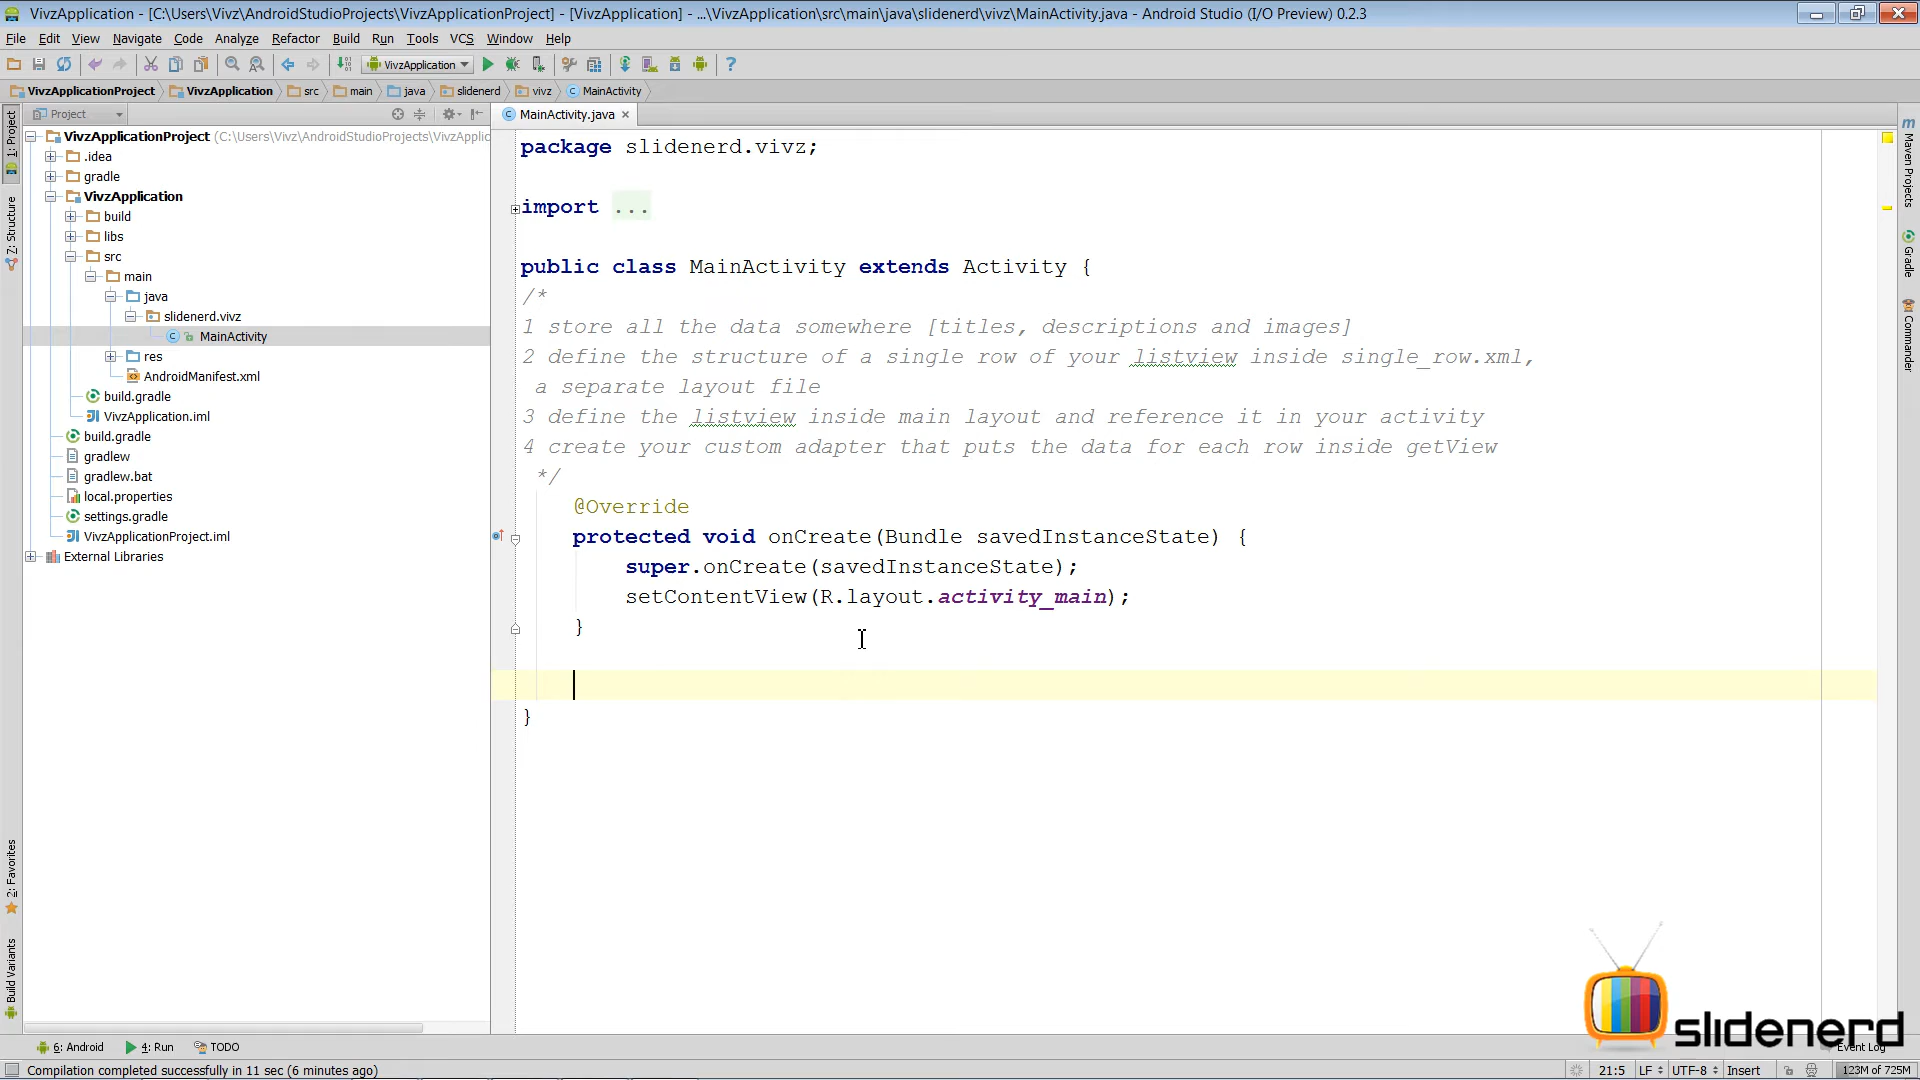 VivzApplication - [C:\Users\Vivz\AndroidStudioProjects\VivzApplicationProject] - [VivzApplication] - ...\VivzApplication\src\main\java\slidenerd\vivz\MainActivity.java - Android Studio (I/O Preview) 0.2.3
File Edit View Navigate Code Analyze Refactor Build Run Tools VCS Window Help
VivzApplication
VivzApplicationProject VivzApplication src main java slidenerd vivz MainActivity
Project
MainActivity.java
1: Project
Z: Structure
2: Favorites
Build Variants
VivzApplicationProject (C:\Users\Vivz\AndroidStudioProjects\VivzApplic
.idea
gradle
VivzApplication
build
libs
src
main
java
slidenerd.vivz
MainActivity
res
AndroidManifest.xml
build.gradle
VivzApplication.iml
build.gradle
gradlew
gradlew.bat
local.properties
settings.gradle
VivzApplicationProject.iml
External Libraries
package slidenerd.vivz;
import ...
public class MainActivity extends Activity {
/*
1 store all the data somewhere [titles, descriptions and images]
2 define the structure of a single row of your listview inside single_row.xml,
a separate layout file
3 define the listview inside main layout and reference it in your activity
4 create your custom adapter that puts the data for each row inside getView
*/
@Override
protected void onCreate(Bundle savedInstanceState) {
super.onCreate(savedInstanceState);
setContentView(R.layout.activity_main);
}
}
Maven Projects
Gradle
Commander
slidenerd
6: Android 4: Run TODO Event Log
Compilation completed successfully in 11 sec (6 minutes ago) 21:5 LF UTF-8 Insert 123M of 725M